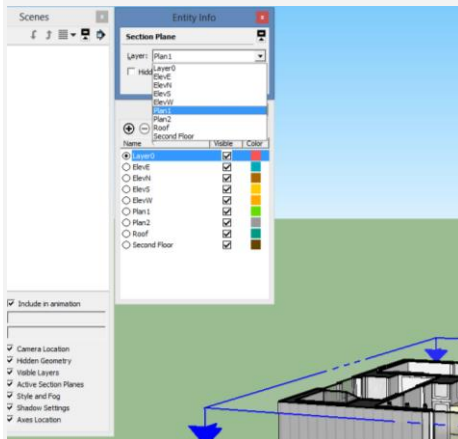 Scenes
Entity Info
Section Plane
Layer: Plan1
Layer0
ElevE
ElevN
ElevS
ElevW
Plan1
Plan2
Roof
Second Floor
Name Visible Color
Layer0
ElevE
ElevN
ElevS
ElevW
Plan1
Plan2
Roof
Second Floor
Include in animation
Camera Location
Hidden Geometry
Visible Layers
Active Section Planes
Style and Fog
Shadow Settings
Axes Location